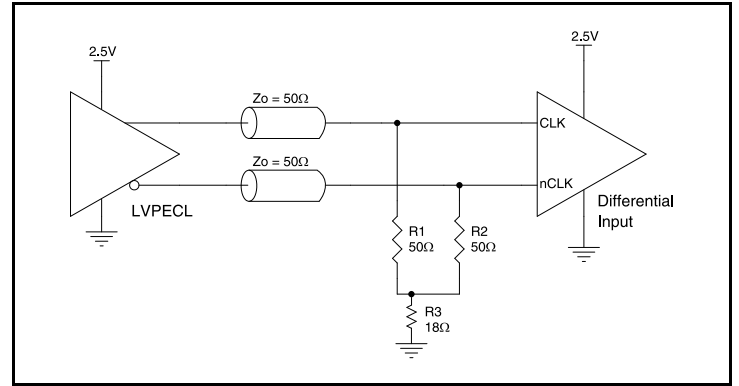 2.5V
2.5V
Zo = 50Ω
CLK
Zo = 50Ω
nCLK
LVPECL
Differential
Input
R1
50Ω
R2
50Ω
R3
18Ω